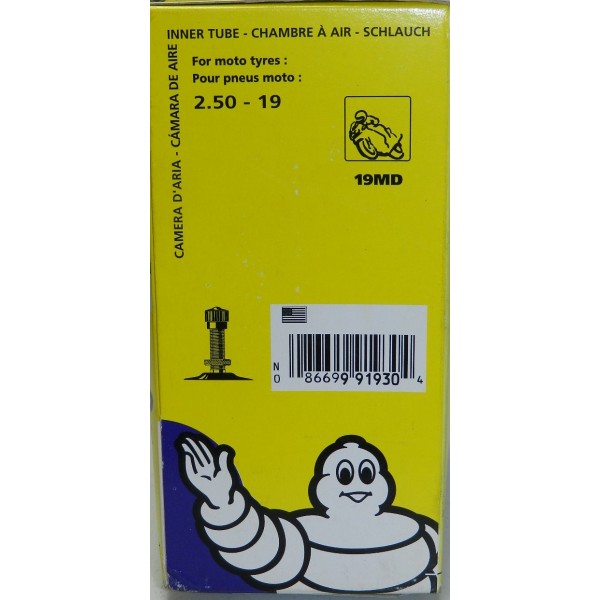 INNER TUBE - CHAMBRE À AIR - SCHLAUCH
CAMERA D'ARIA - CÁMARA DE AIRE
For moto tyres :
Pour pneus moto :
2.50 - 19
19MD
N
0 86699 91930 4